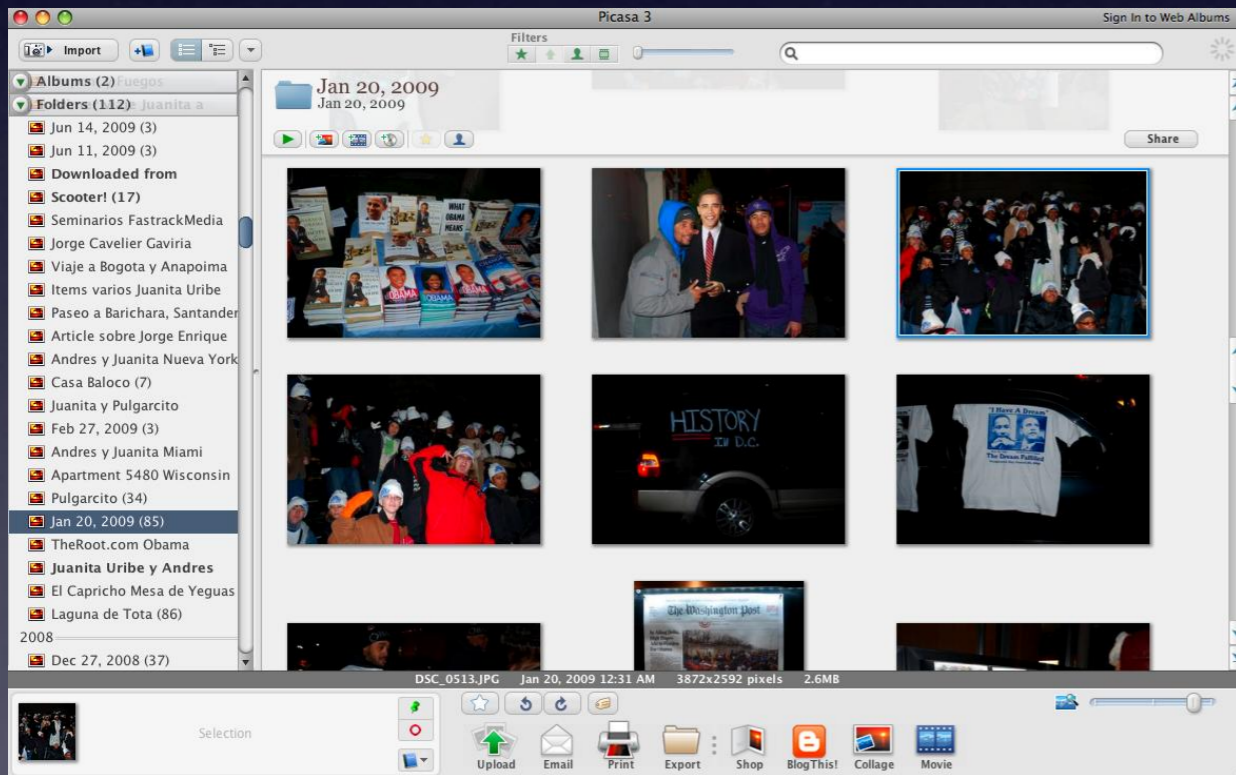 Picasa 3
Sign In to Web Albums
Import
Filters
Albums (2)
Folders (112)
Jun 14, 2009 (3)
Jun 11, 2009 (3)
Downloaded from
Scooter! (17)
Seminarios FastrackMedia
Jorge Cavelier Gaviria
Viaje a Bogota y Anapoima
Items varios Juanita Uribe
Paseo a Barichara, Santander
Article sobre Jorge Enrique
Andres y Juanita Nueva York
Casa Baloco (7)
Juanita y Pulgarcito
Feb 27, 2009 (3)
Andres y Juanita Miami
Apartment 5480 Wisconsin
Pulgarcito (34)
Jan 20, 2009 (85)
TheRoot.com Obama
Juanita Uribe y Andres
El Capricho Mesa de Yeguas
Laguna de Tota (86)
2008
Dec 27, 2008 (37)
Jan 20, 2009
Jan 20, 2009
Share
WHAT
OBAMA
MEANS
OBAMA
OBAMA
HISTORY
IN D.C.
"I Have A Dream"
The Dream Fulfilled
The Washington Post
DSC_0513.JPG Jan 20, 2009 12:31 AM 3872x2592 pixels 2.6MB
Selection
Upload
Email
Print
Export
Shop
BlogThis!
Collage
Movie